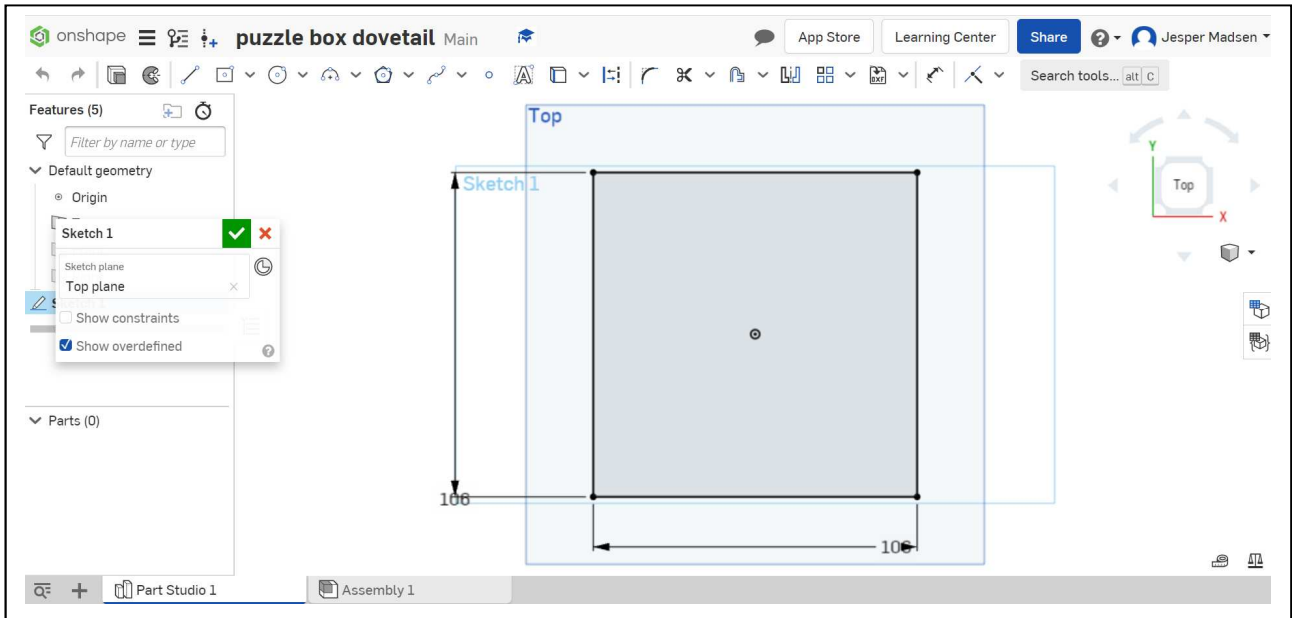 onshape puzzle box dovetail Main App Store Learning Center Share Jesper Madsen
A DXF Search tools... alt C
Features (5)
Filter by name or type
Default geometry
Origin
Sketch 1
Sketch plane
Top plane
Show constraints
Show overdefined
Parts (0)
Top
Sketch 1
106
106
Y
Top
X
Part Studio 1 Assembly 1